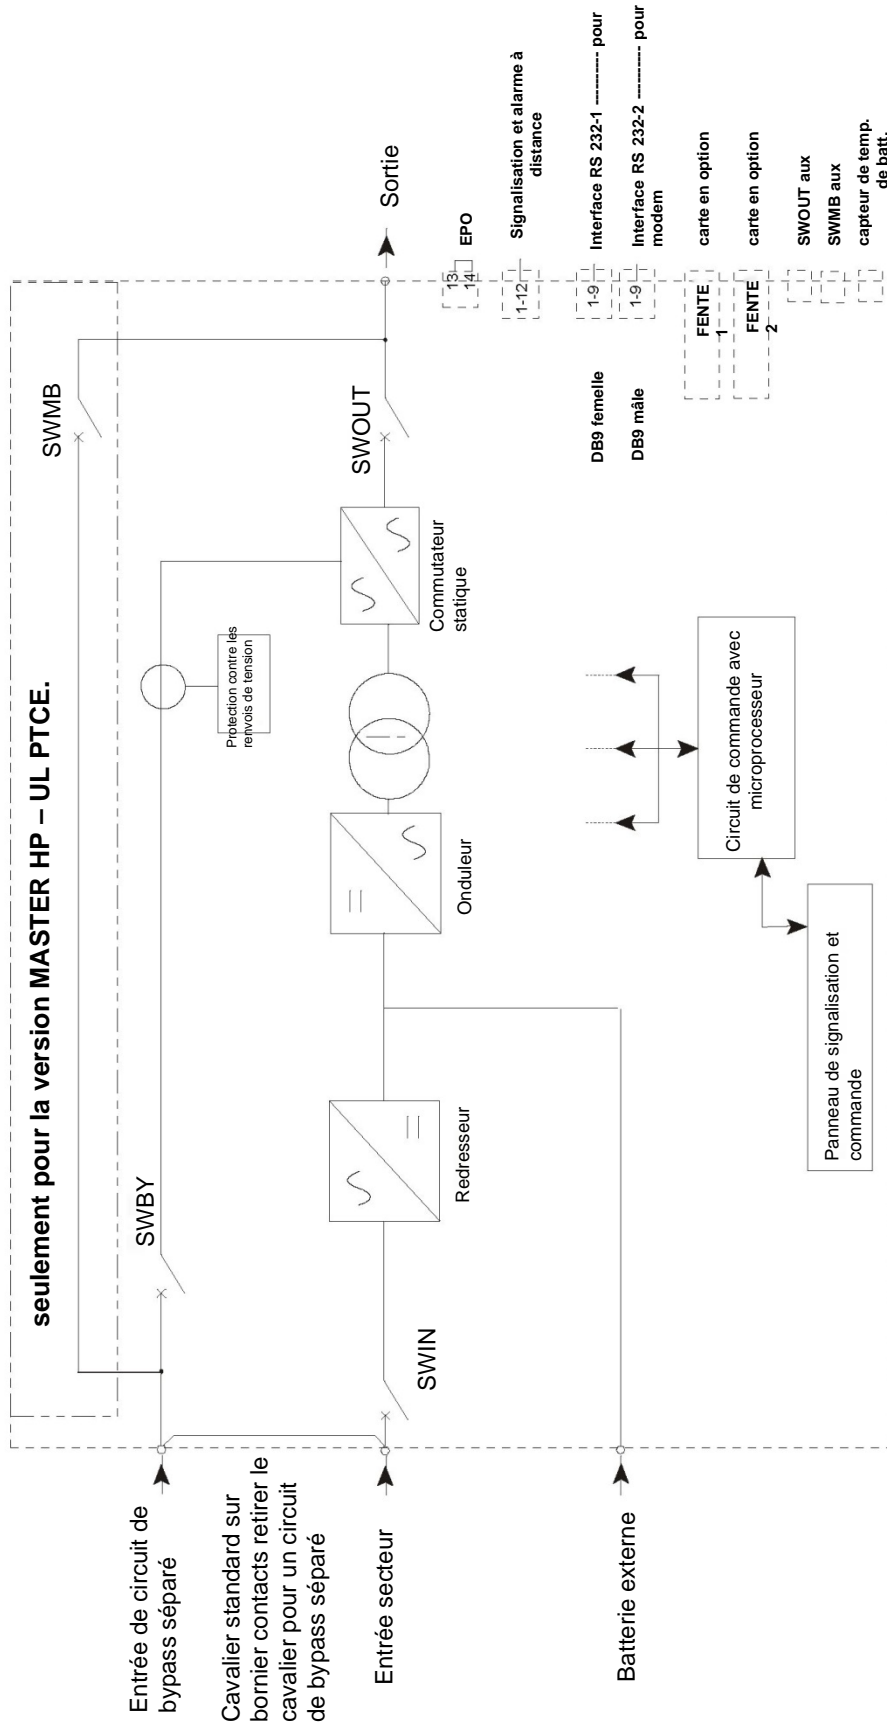 seulement pour la version MASTER HP – UL PTCE.
SWMB
SWBY
Protection contre les
renvois de tension
Entrée de circuit de
bypass séparé
Cavalier standard sur
bornier contacts retirer le
cavalier pour un circuit
de bypass séparé
Entrée secteur
SWIN
Redresseur
Onduleur
Commutateur
statique
SWOUT
Sortie
Batterie externe
13
14
EPO
1-12
Signalisation et alarme à
distance
DB9 femelle
1-9
Interface RS 232-1 ---------- pour
DB9 mâle
1-9
Interface RS 232-2 ---------- pour
modem
FENTE
1
carte en option
FENTE
2
carte en option
SWOUT aux
SWMB aux
capteur de temp.
de batt.
Circuit de commande avec
microprocesseur
Panneau de signalisation et
commande